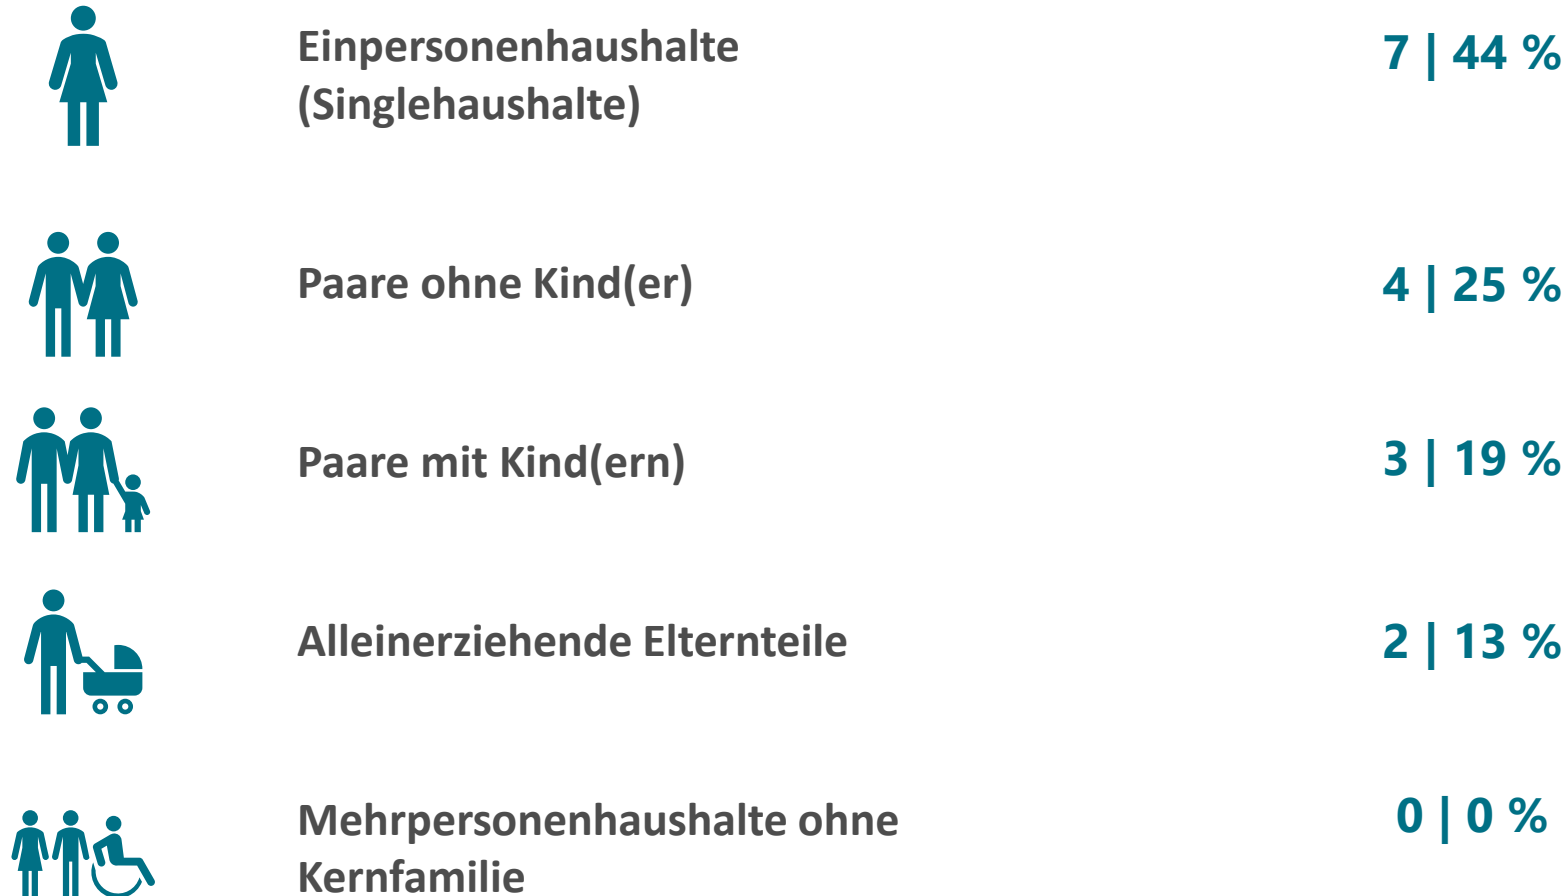 Einpersonenhaushalte
(Singlehaushalte)
7 | 44 %
Paare ohne Kind(er)
4 | 25 %
Paare mit Kind(ern)
3 | 19 %
Alleinerziehende Elternteile
2 | 13 %
Mehrpersonenhaushalte ohne
Kernfamilie
0 | 0 %